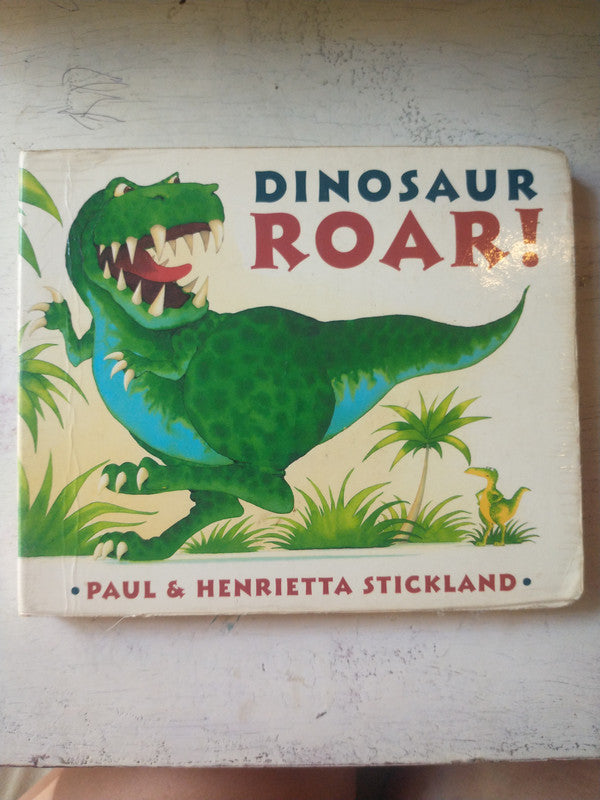 DINOSAUR
ROAR!
• PAUL & HENRIETTA STICKLAND •